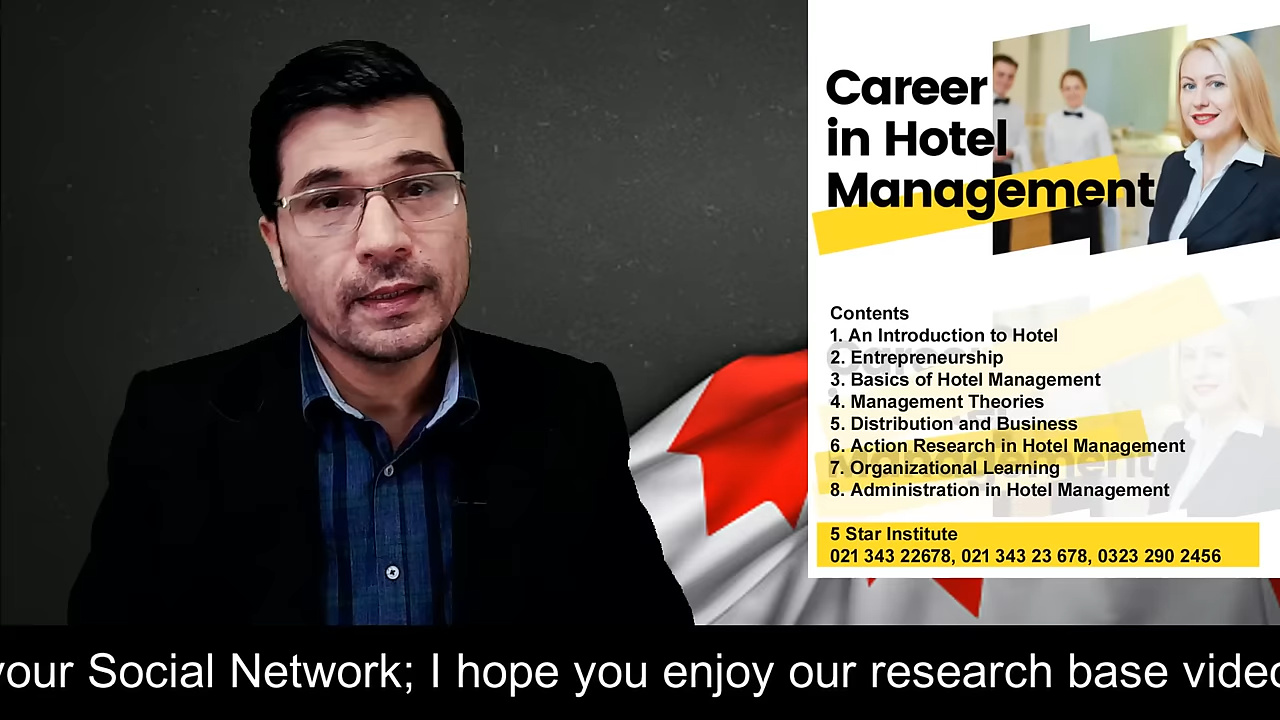 Career
in Hotel
Management
Contents
1. An Introduction to Hotel
2. Entrepreneurship
3. Basics of Hotel Management
4. Management Theories
5. Distribution and Business
6. Action Research in Hotel Management
7. Organizational Learning
8. Administration in Hotel Management
5 Star Institute
021 343 22678, 021 343 23 678, 0323 290 2456
your Social Network; I hope you enjoy our research base video